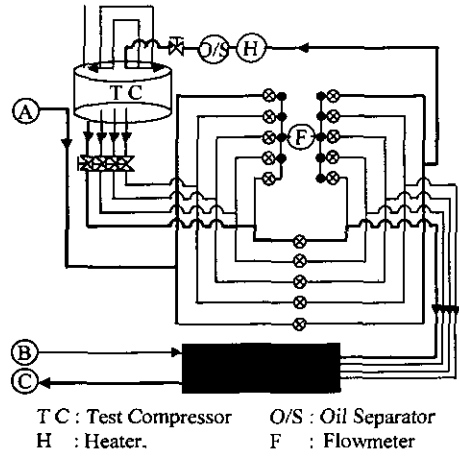 O/S
H
T C
A
F
B
C
T C : Test Compressor O/S : Oil Separator
H : Heater. F : Flowmeter